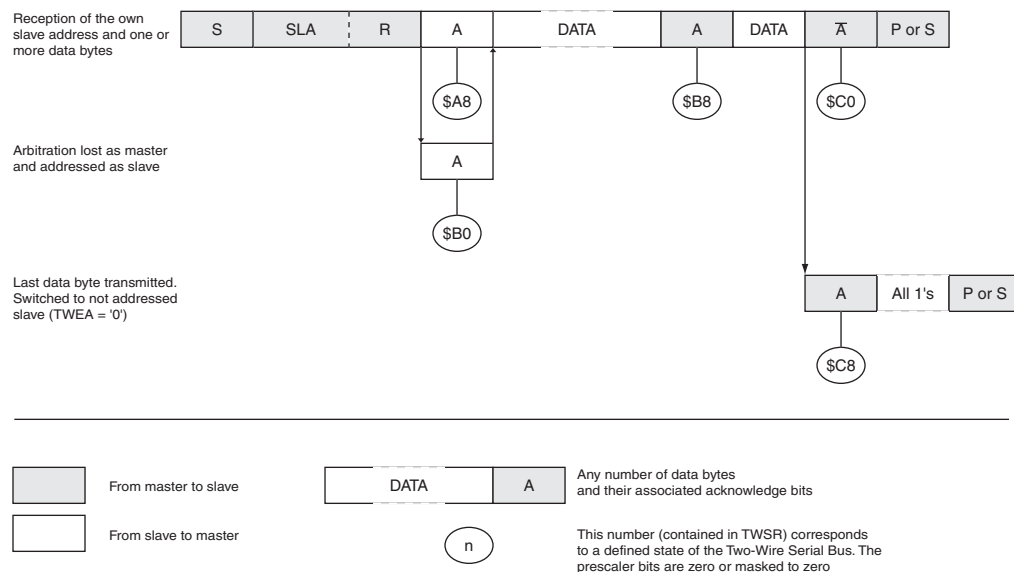 Reception of the own
slave address and one or
more data bytes
S SLA R A DATA A DATA A̅ P or S
$A8 $B8 $C0
Arbitration lost as master
and addressed as slave
A
$B0
Last data byte transmitted.
Switched to not addressed
slave (TWEA = '0')
A All 1's P or S
$C8
From master to slave
DATA A
Any number of data bytes
and their associated acknowledge bits
From slave to master
n
This number (contained in TWSR) corresponds
to a defined state of the Two-Wire Serial Bus. The
prescaler bits are zero or masked to zero